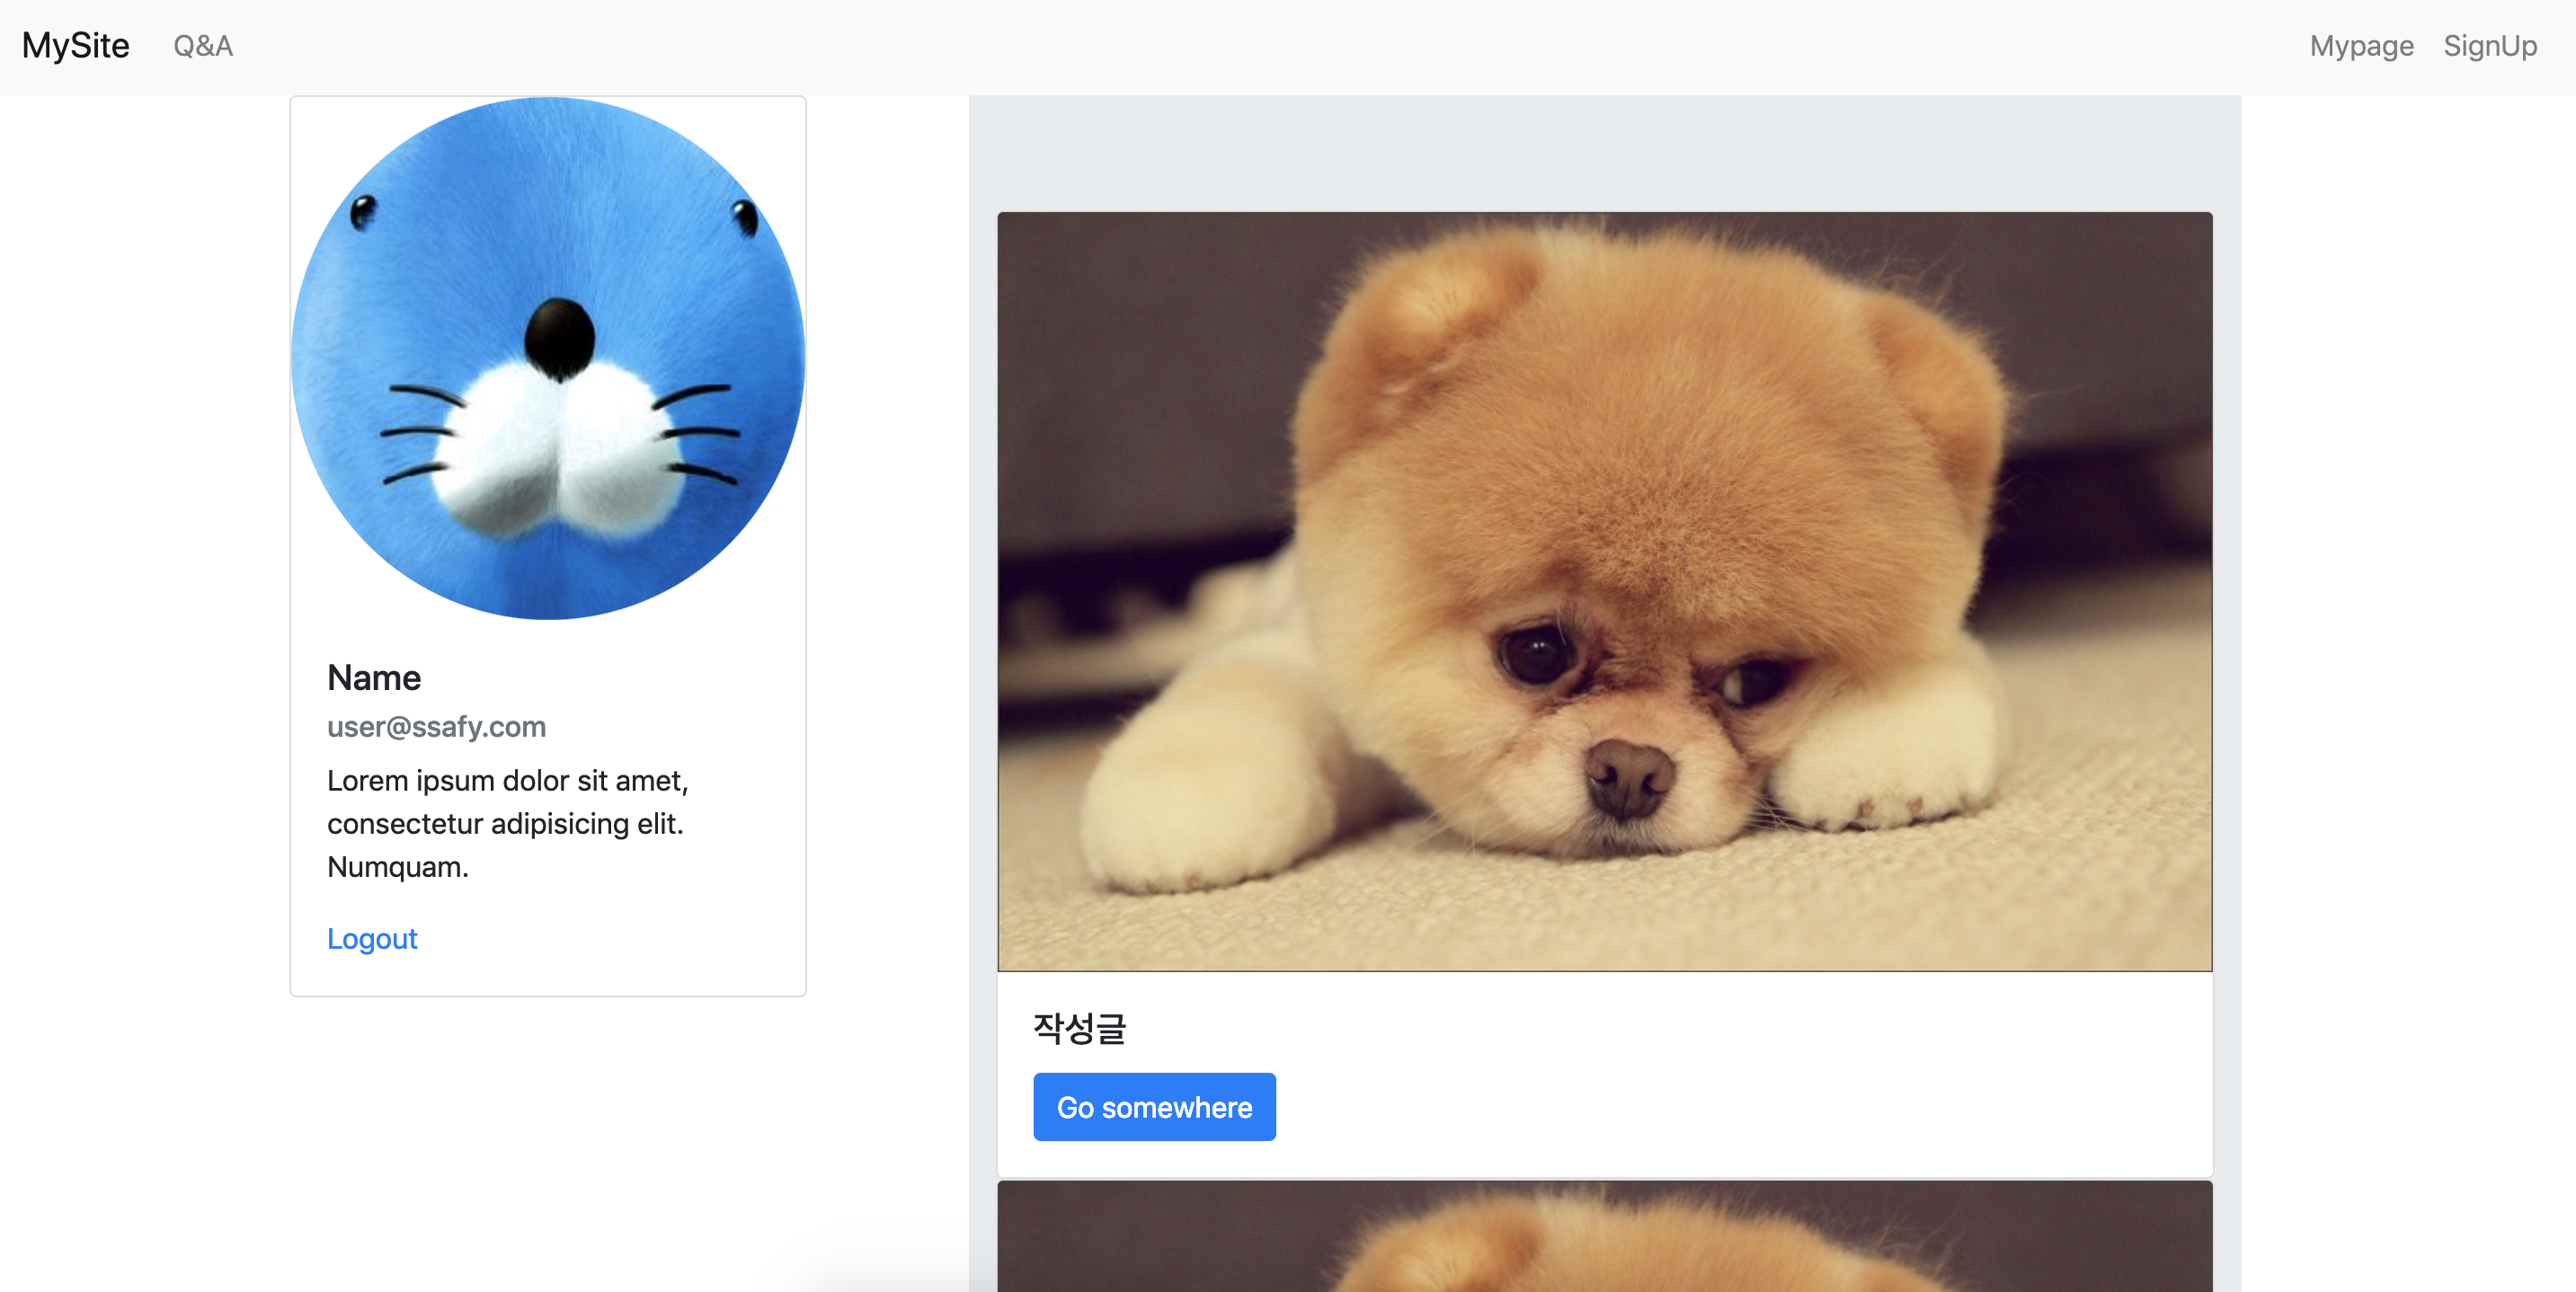 MySite Q&A Mypage SignUp
Name
user@ssafy.com
Lorem ipsum dolor sit amet,
consectetur adipisicing elit.
Numquam.
Logout
작성글
Go somewhere